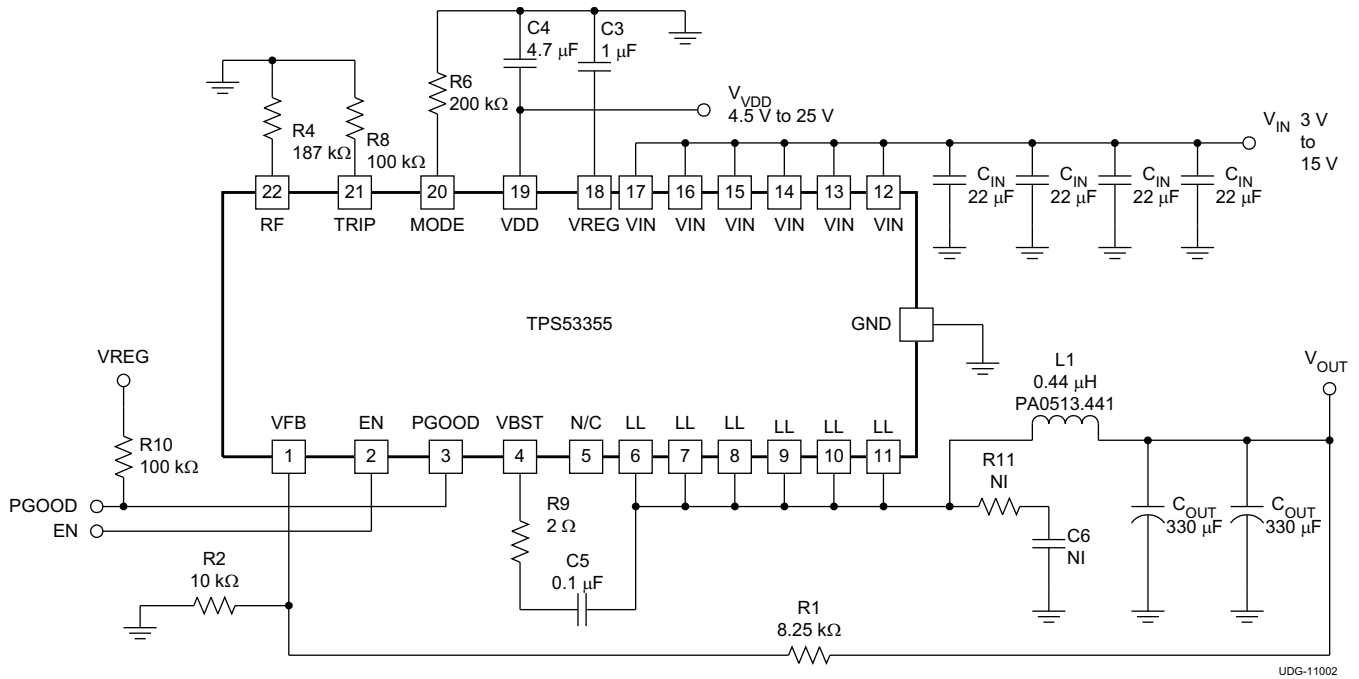 C4
4.7 μF
C3
1 μF
R6
200 kΩ
V_VDD
4.5 V to 25 V
V_IN 3 V
to
15 V
R4
187 kΩ
R8
100 kΩ
C_IN
22 μF
C_IN
22 μF
C_IN
22 μF
C_IN
22 μF
22 21 20 19 18 17 16 15 14 13 12
RF TRIP MODE VDD VREG VIN VIN VIN VIN VIN VIN
TPS53355
GND
VREG
L1
0.44 μH
PA0513.441
V_OUT
VFB EN PGOOD VBST N/C LL LL LL LL LL LL
1 2 3 4 5 6 7 8 9 10 11
R10
100 kΩ
PGOOD
EN
R9
2 Ω
R11
NI
C_OUT
330 μF
C_OUT
330 μF
C6
NI
C5
0.1 μF
R2
10 kΩ
R1
8.25 kΩ
UDG-11002